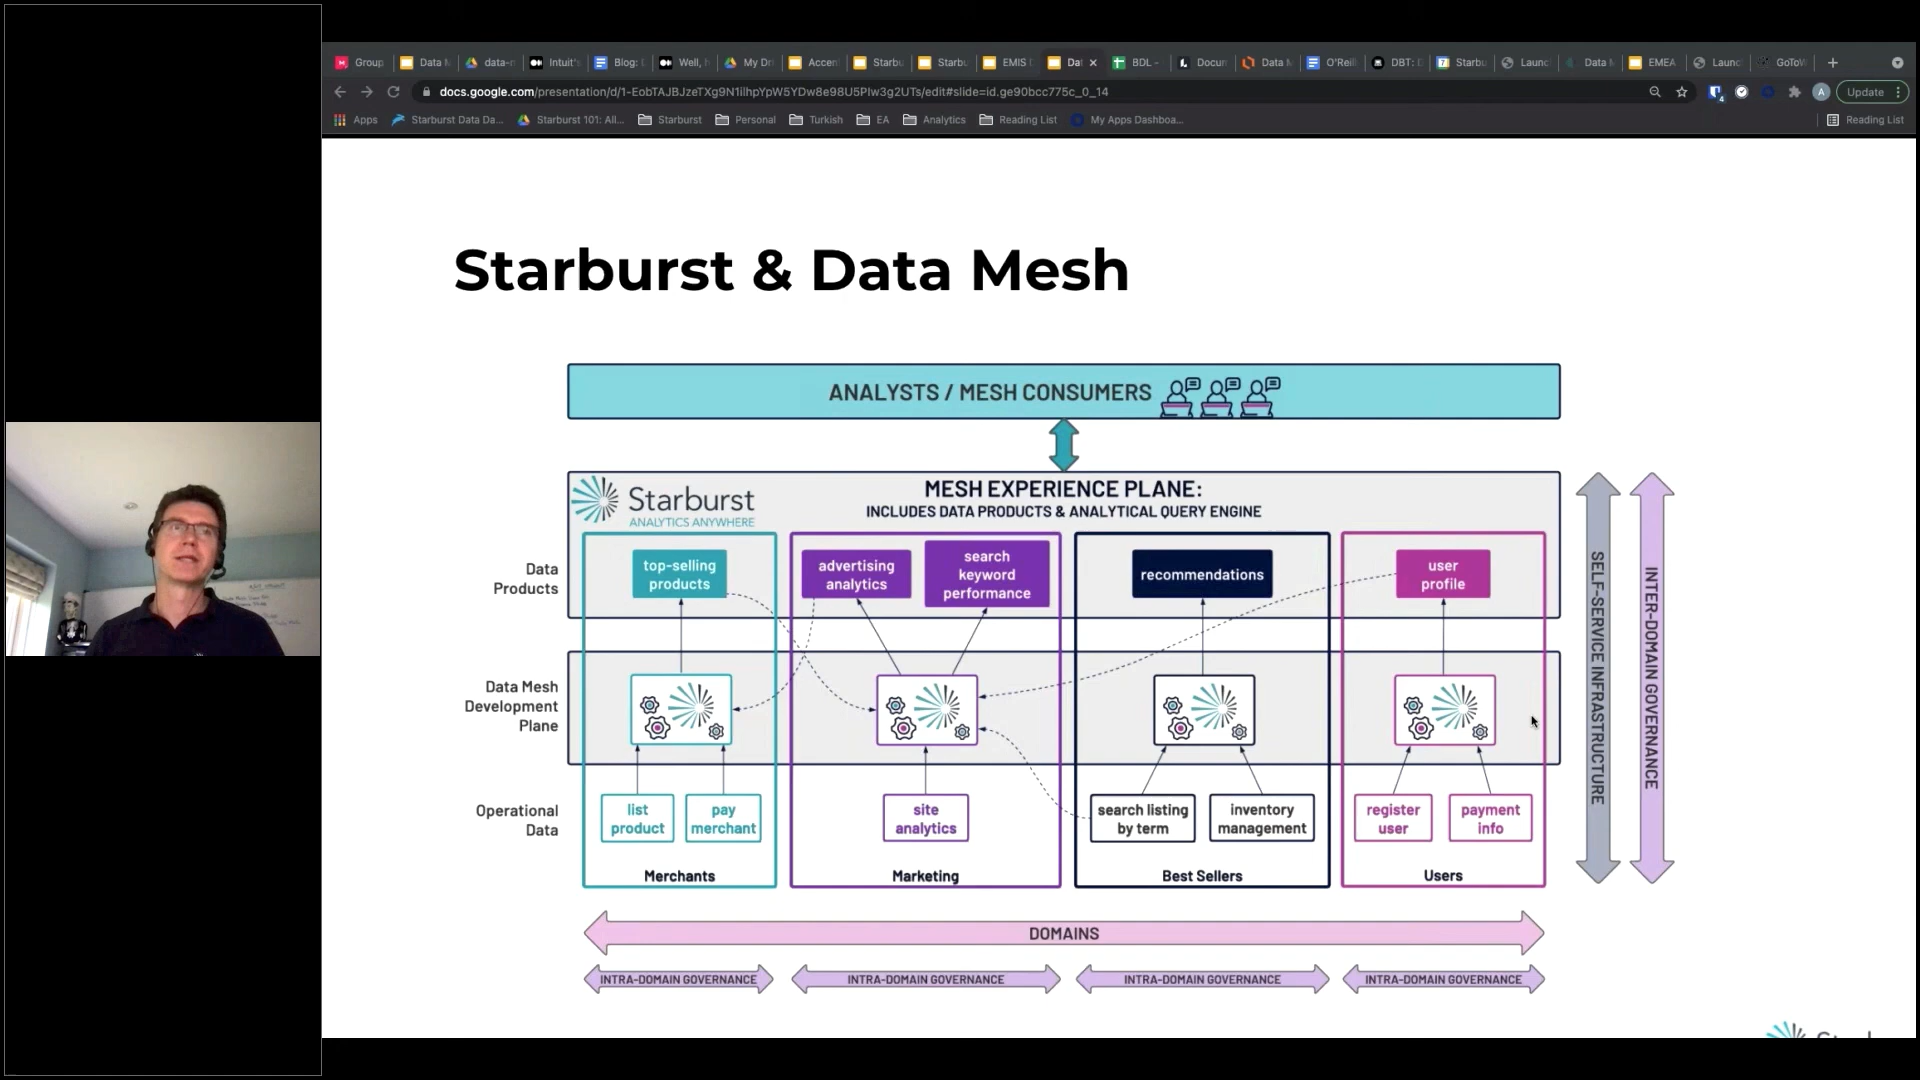 Group
Data M
data-m
Intuit's
Blog: L
Well, h
My Dri
Accen
Starbu
Starbu
EMIS D
Dat
BDL -
Docum
Data M
O'Reil
DBT: D
Starbu
Launc
Data M
EMEA
Launc
GoToW
docs.google.com/presentation/d/1-EobTAJBJzeTXg9N1ilhpYpW5YDw8e98U5PIw3g2UTs/edit#slide=id.ge90bcc775c_0_14
A
Update
Apps
Starburst Data Da...
Starburst 101: All...
Starburst
Personal
Turkish
EA
Analytics
Reading List
My Apps Dashboa...
Reading List
Starburst & Data Mesh
ANALYSTS / MESH CONSUMERS
Starburst
ANALYTICS ANYWHERE
MESH EXPERIENCE PLANE:
INCLUDES DATA PRODUCTS & ANALYTICAL QUERY ENGINE
Data
Products
top-selling
products
advertising
analytics
search
keyword
performance
recommendations
user
profile
Data Mesh
Development
Plane
Operational
Data
list
product
pay
merchant
site
analytics
search listing
by term
inventory
management
register
user
payment
info
Merchants
Marketing
Best Sellers
Users
SELF-SERVICE INFRASTRUCTURE
INTER-DOMAIN GOVERNANCE
DOMAINS
INTRA-DOMAIN GOVERNANCE
INTRA-DOMAIN GOVERNANCE
INTRA-DOMAIN GOVERNANCE
INTRA-DOMAIN GOVERNANCE